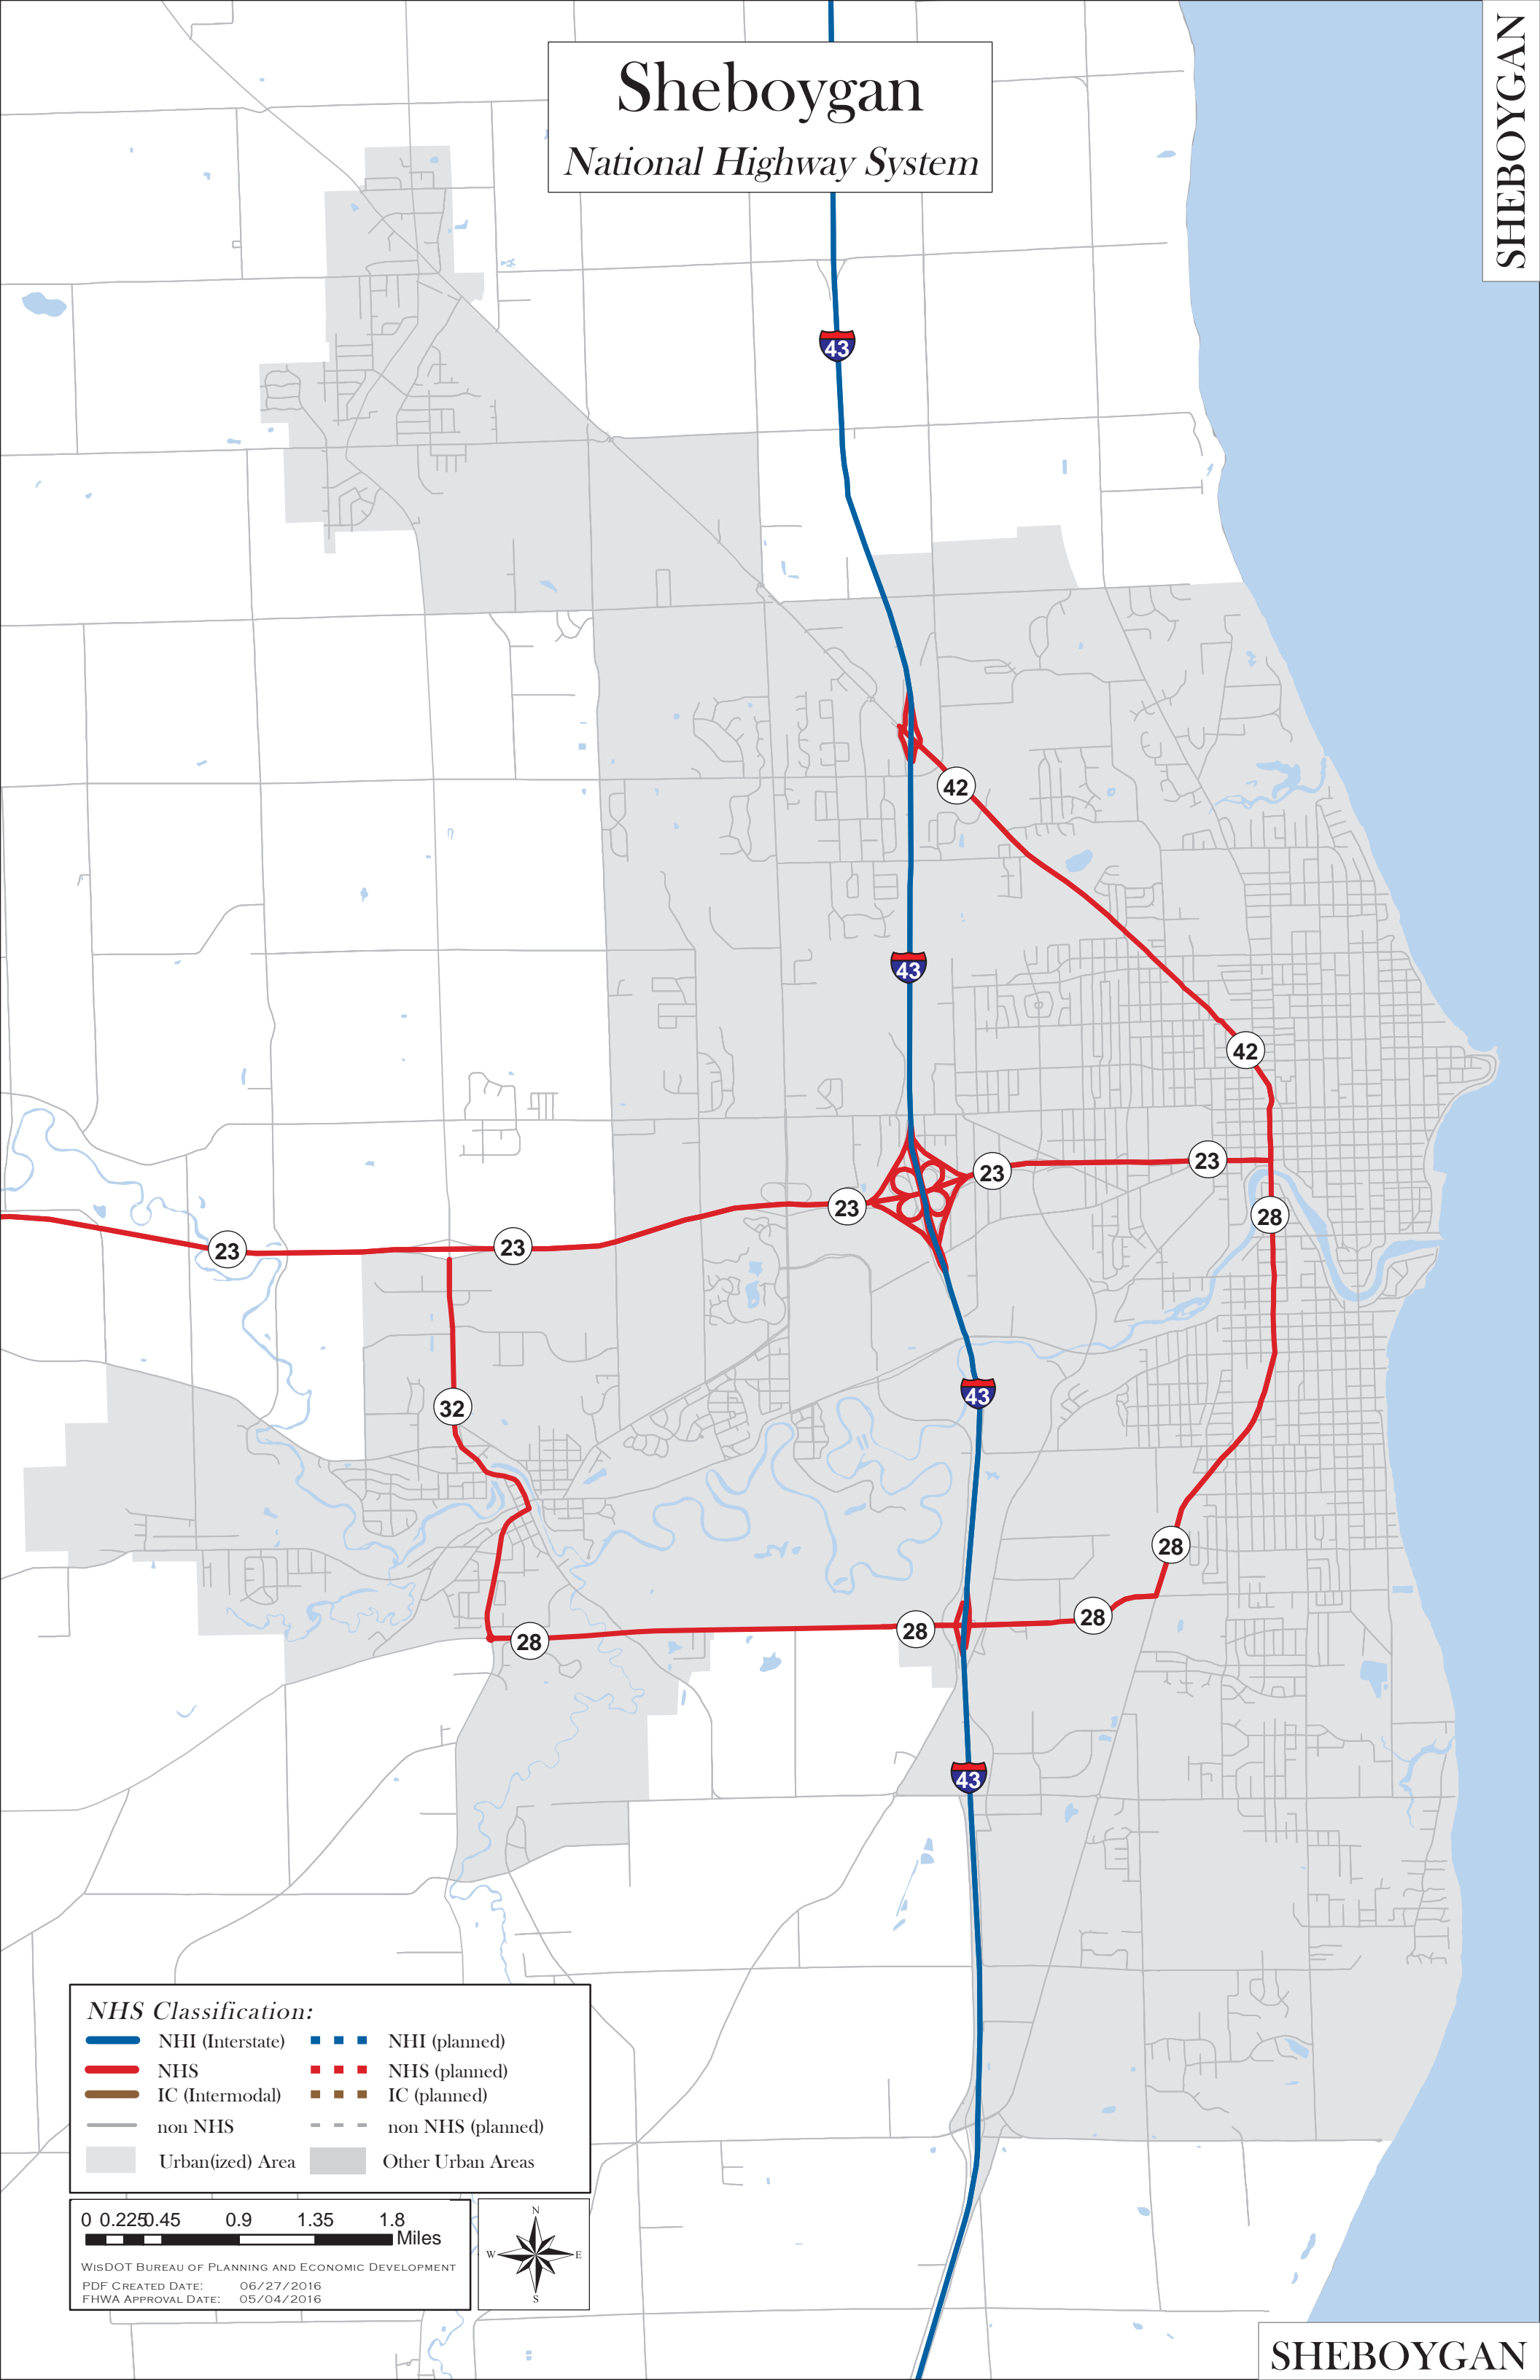 Sheboygan
National Highway System
SHEBOYGAN
43
42
43
42
23
23
23
28
23
23
43
32
28
28
28
28
43
NHS Classification:
NHI (Interstate)
NHI (planned)
NHS
NHS (planned)
IC (Intermodal)
IC (planned)
non NHS
non NHS (planned)
Urban(ized) Area
Other Urban Areas
0 0.225 0.45 0.9 1.35 1.8
Miles
WisDOT Bureau of Planning and Economic Development
PDF Created Date: 06/27/2016
FHWA Approval Date: 05/04/2016
N
W E
S
SHEBOYGAN